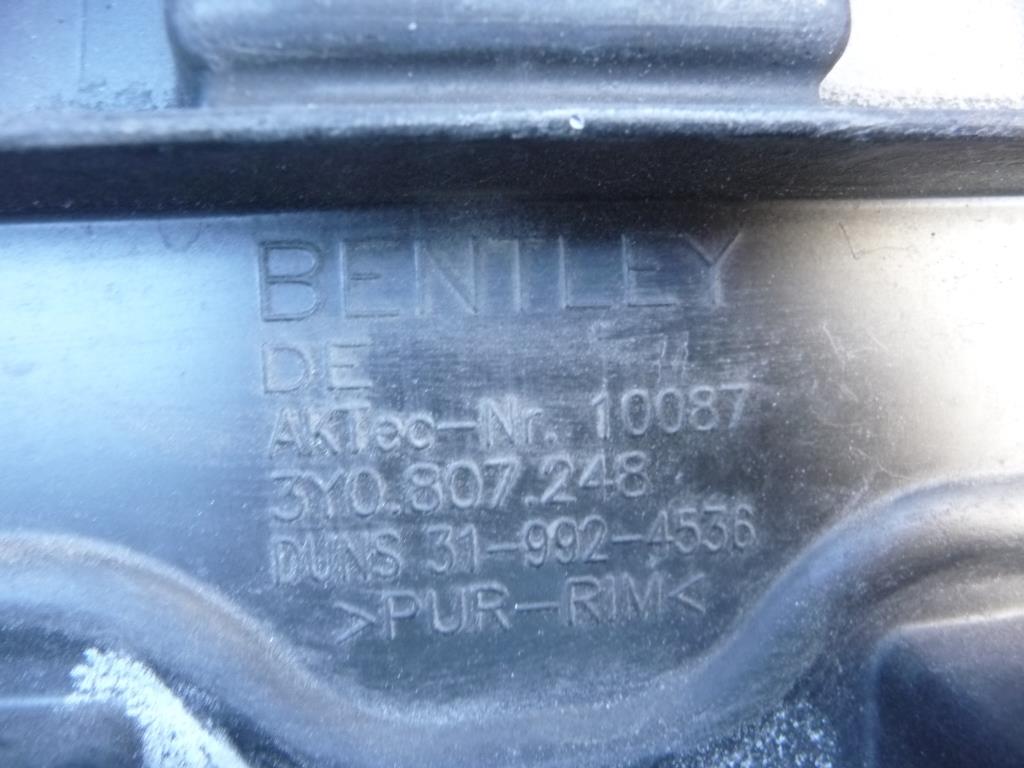 BENTLEY
DE
AKTec-Nr. 10087
3Y0.807.248
DUNS 31-992-4536
>PUR-RIM<